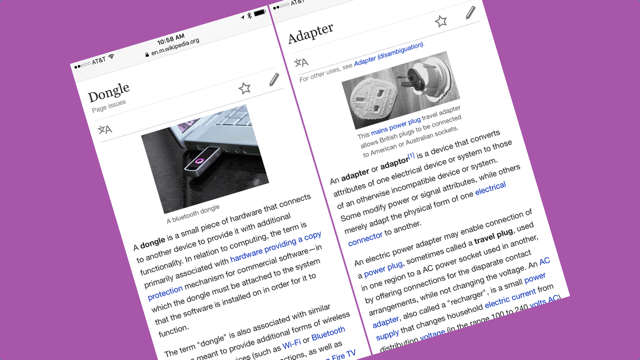 AT&T
10:58 AM
en.m.wikipedia.org
Dongle
Page issues
A bluetooth dongle
A dongle is a small piece of hardware that connects
to another device to provide it with additional
functionality. In relation to computing, the term is
primarily associated with hardware providing a copy
protection mechanism for commercial software—in
which the dongle must be attached to the system
that the software is installed on in order for it to
function.
The term "dongle" is also associated with similar
meant to provide additional forms of wireless
(such as Wi-Fi or Bluetooth
as well as
Fire TV
AT&T
Adapter
For other uses, see Adapter (disambiguation).
This mains power plug travel adapter
allows British plugs to be connected
to American or Australian sockets.
An adapter or adaptor[1] is a device that converts
attributes of one electrical device or system to those
of an otherwise incompatible device or system.
Some modify power or signal attributes, while others
merely adapt the physical form of one electrical
connector to another.
An electric power adapter may enable connection of
a power plug, sometimes called a travel plug, used
in one region to a AC power socket used in another,
by offering connections for the disparate contact
arrangements, while not changing the voltage. An AC
adapter, also called a "recharger", is a small power
supply that changes household electric current from
distribution voltage (in the range 100 to 240 volts AC)